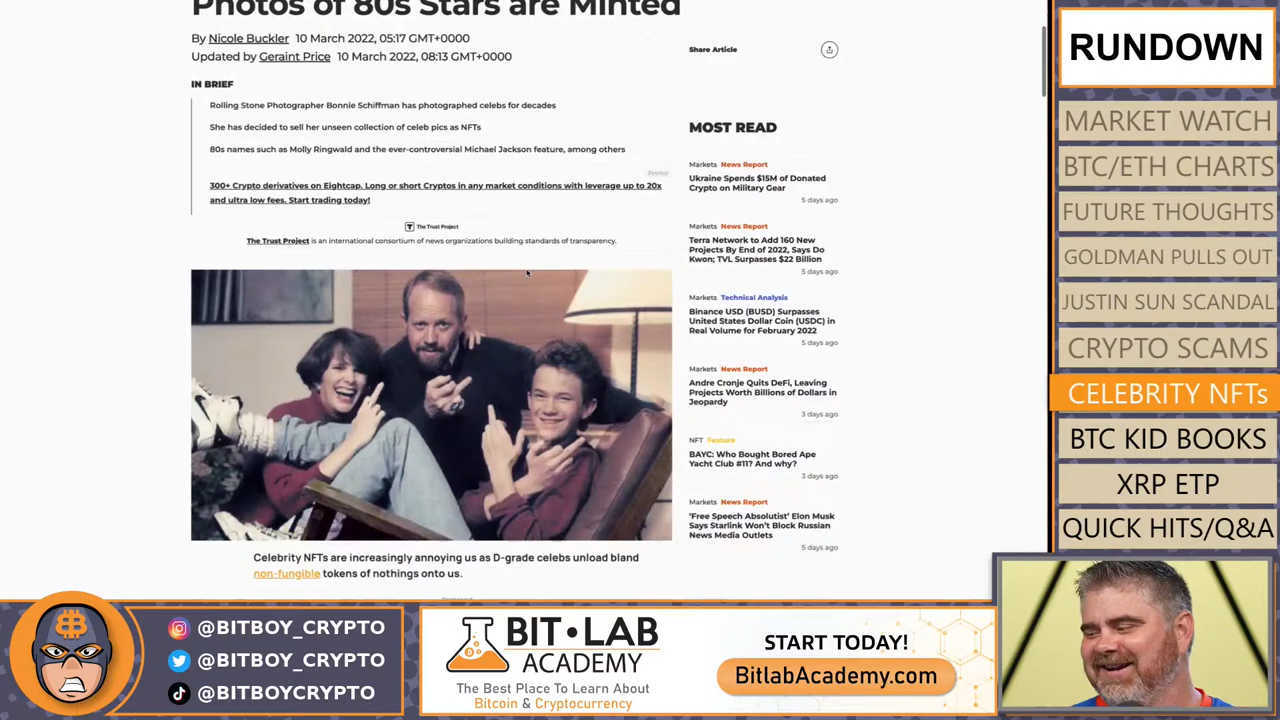 Photos of 80s Stars are Minted
By Nicole Buckler 10 March 2022, 05:17 GMT+0000
Updated by Geraint Price 10 March 2022, 08:13 GMT+0000
Share Article
IN BRIEF
Rolling Stone Photographer Bonnie Schiffman has photographed celebs for decades
She has decided to sell her unseen collection of celeb pics as NFTs
80s names such as Molly Ringwald and the ever-controversial Michael Jackson feature, among others
Promo
300+ Crypto derivatives on Eightcap. Long or short Cryptos in any market conditions with leverage up to 20x
and ultra low fees. Start trading today!
The Trust Project
The Trust Project is an international consortium of news organizations building standards of transparency.
Celebrity NFTs are increasingly annoying us as D-grade celebs unload bland
non-fungible tokens of nothings onto us.
MOST READ
Markets News Report
Ukraine Spends $15M of Donated
Crypto on Military Gear
5 days ago
Markets News Report
Terra Network to Add 160 New
Projects By End of 2022, Says Do
Kwon; TVL Surpasses $22 Billion
5 days ago
Markets Technical Analysis
Binance USD (BUSD) Surpasses
United States Dollar Coin (USDC) in
Real Volume for February 2022
5 days ago
Markets News Report
Andre Cronje Quits DeFi, Leaving
Projects Worth Billions of Dollars in
Jeopardy
3 days ago
NFT Feature
BAYC: Who Bought Bored Ape
Yacht Club #11? And why?
3 days ago
Markets News Report
‘Free Speech Absolutist’ Elon Musk
Says Starlink Won’t Block Russian
News Media Outlets
5 days ago
RUNDOWN
MARKET WATCH
BTC/ETH CHARTS
FUTURE THOUGHTS
GOLDMAN PULLS OUT
JUSTIN SUN SCANDAL
CRYPTO SCAMS
CELEBRITY NFTs
BTC KID BOOKS
XRP ETP
QUICK HITS/Q&A
@BITBOY_CRYPTO
@BITBOY_CRYPTO
@BITBOYCRYPTO
BIT•LAB
ACADEMY
The Best Place To Learn About
Bitcoin & Cryptocurrency
START TODAY!
BitlabAcademy.com